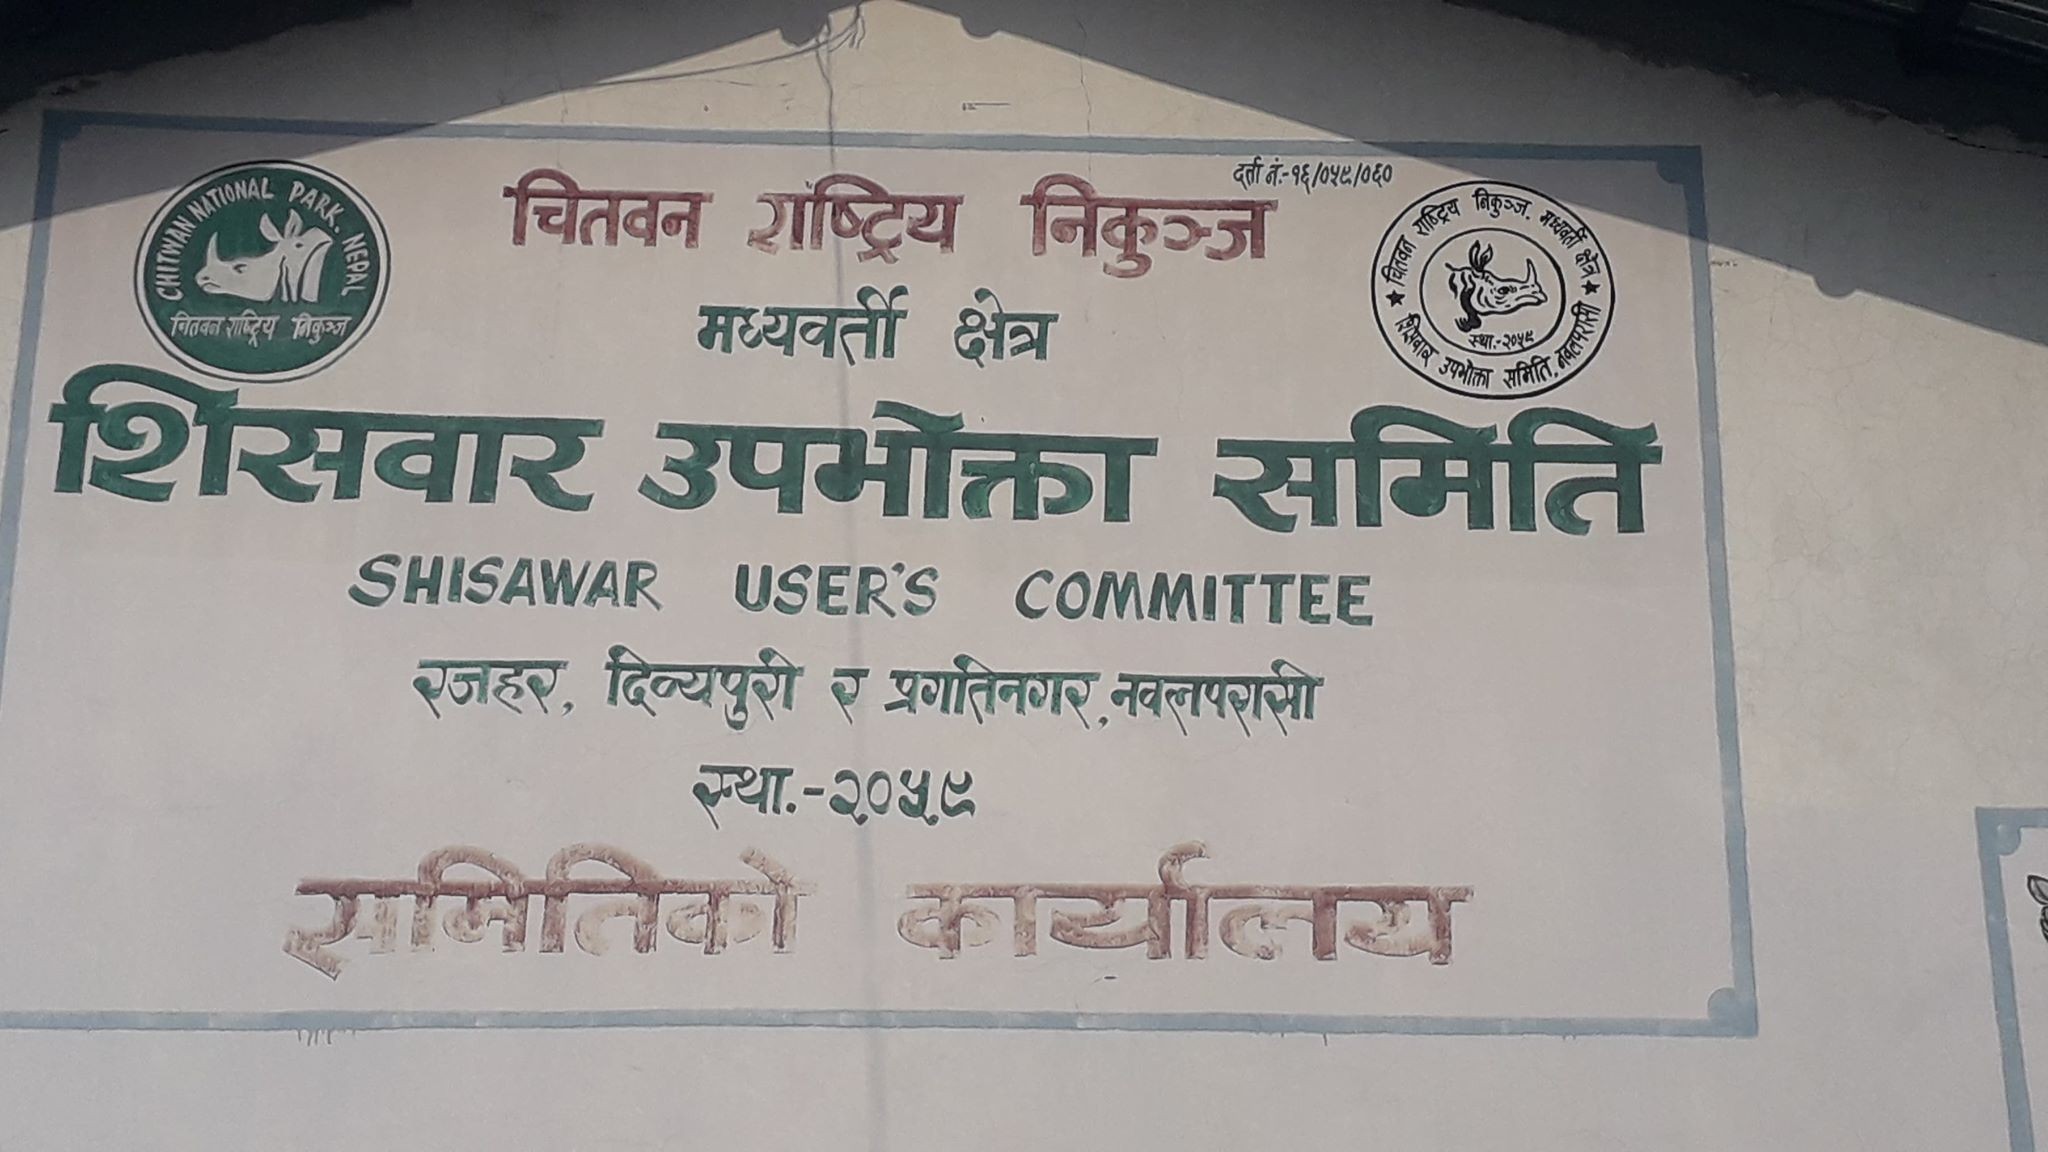 दर्ता नं.-१६/०५९/०६०
CHITWAN NATIONAL PARK, NEPAL
चितवन राष्ट्रिय निकुञ्ज
चितवन राष्ट्रिय निकुञ्ज
चितवन राष्ट्रिय निकुञ्ज, मध्यवर्ती क्षेत्र
स्था.-२०५९
शिसवार उपभोक्ता समिति, नवलपरासी
मध्यवर्ती क्षेत्र
शिसवार उपभोक्ता समिति
SHISAWAR USER'S COMMITTEE
रजहर, दिव्यपुरी र प्रगतिनगर, नवलपरासी
स्था.-२०५९
समितिको कार्यालय